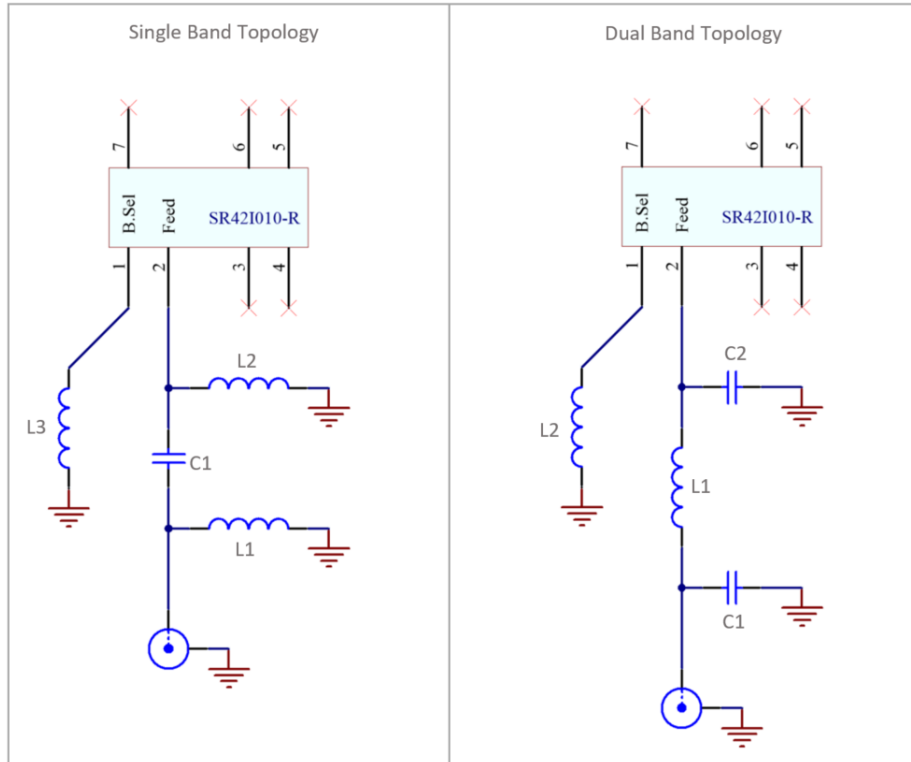 Single Band Topology
7
6
5
B.Sel
Feed
SR42I010-R
1
2
3
4
L2
L3
C1
L1
Dual Band Topology
7
6
5
B.Sel
Feed
SR42I010-R
1
2
3
4
C2
L2
L1
C1